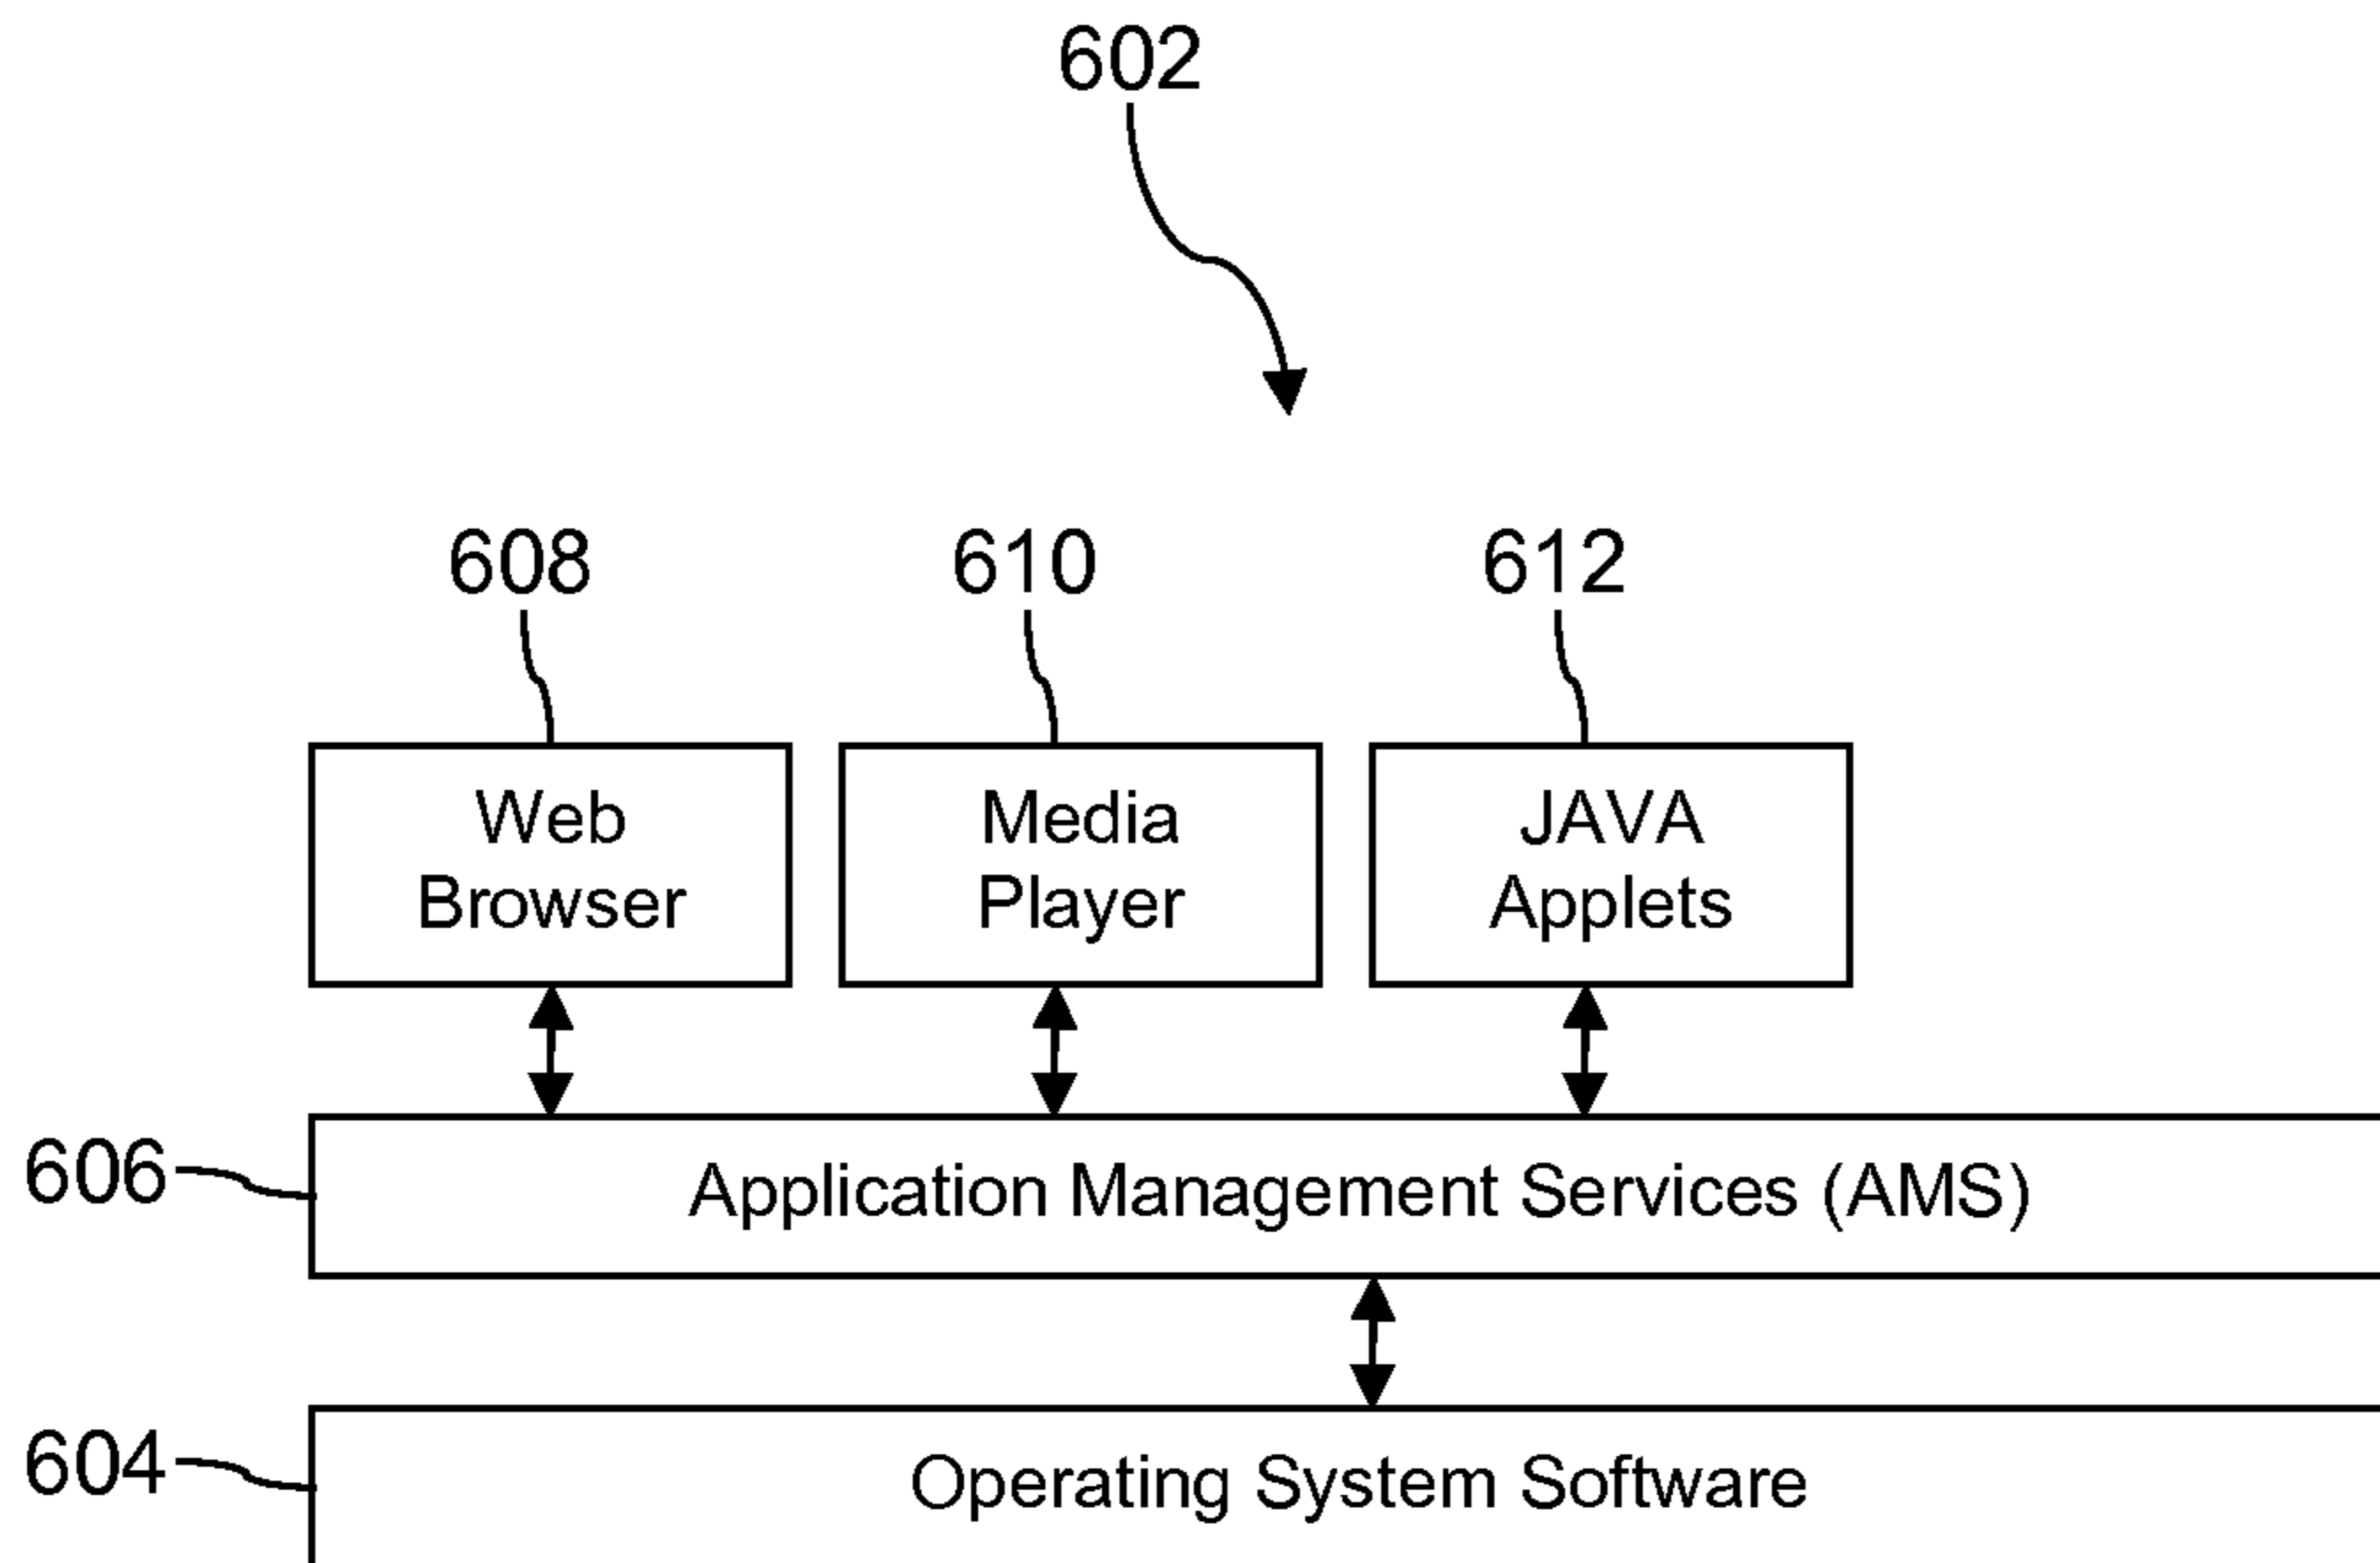 602
608
610
612
Web
Browser
Media
Player
JAVA
Applets
606
Application Management Services (AMS)
604
Operating System Software